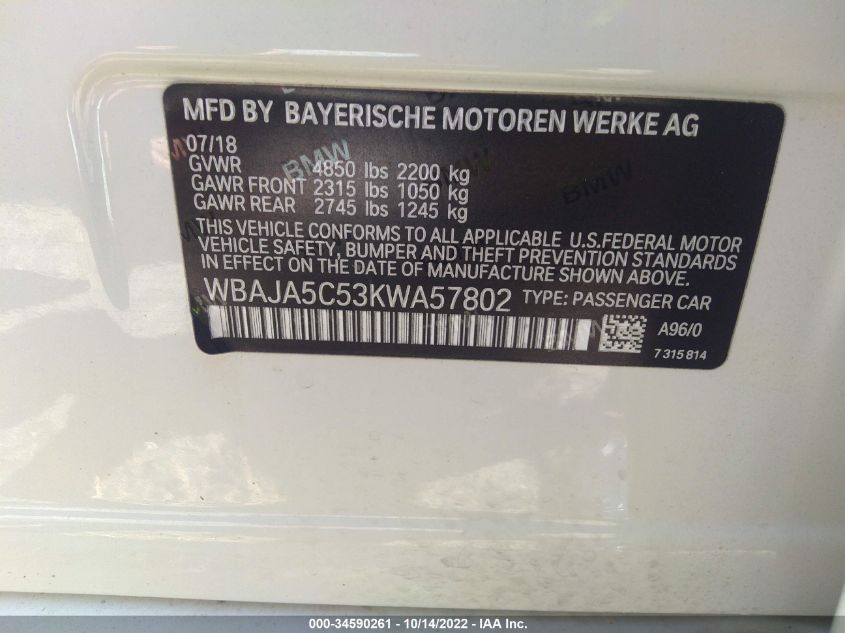 MFD BY BAYERISCHE MOTOREN WERKE AG
07/18
GVWR 4850 lbs 2200 kg
GAWR FRONT 2315 lbs 1050 kg
GAWR REAR 2745 lbs 1245 kg
THIS VEHICLE CONFORMS TO ALL APPLICABLE U.S.FEDERAL MOTOR
VEHICLE SAFETY, BUMPER AND THEFT PREVENTION STANDARDS
IN EFFECT ON THE DATE OF MANUFACTURE SHOWN ABOVE.
WBAJA5C53KWA57802 TYPE: PASSENGER CAR
A96/0
7 315 814
BMW
BMW
000-34590261 - 10/14/2022 - IAA Inc.